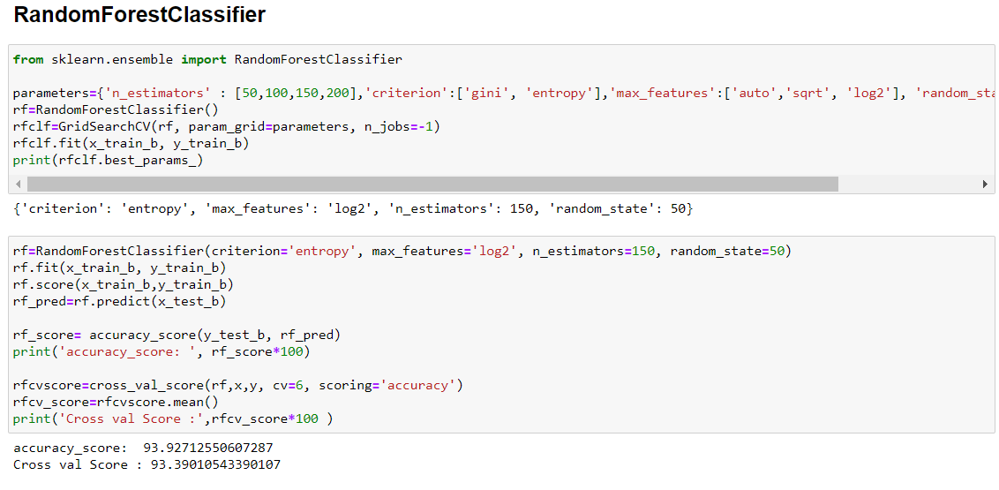 RandomForestClassifier
from sklearn.ensemble import RandomForestClassifier
parameters={'n_estimators' : [50,100,150,200],'criterion':['gini', 'entropy'],'max_features':['auto','sqrt', 'log2'], 'random_sta
rf=RandomForestClassifier()
rfclf=GridSearchCV(rf, param_grid=parameters, n_jobs=-1)
rfclf.fit(x_train_b, y_train_b)
print(rfclf.best_params_)
{'criterion': 'entropy', 'max_features': 'log2', 'n_estimators': 150, 'random_state': 50}
rf=RandomForestClassifier(criterion='entropy', max_features='log2', n_estimators=150, random_state=50)
rf.fit(x_train_b, y_train_b)
rf.score(x_train_b,y_train_b)
rf_pred=rf.predict(x_test_b)
rf_score= accuracy_score(y_test_b, rf_pred)
print('accuracy_score: ', rf_score*100)
rfcvscore=cross_val_score(rf,x,y, cv=6, scoring='accuracy')
rfcv_score=rfcvscore.mean()
print('Cross val Score :',rfcv_score*100 )
accuracy_score:  93.92712550607287
Cross val Score : 93.39010543390107